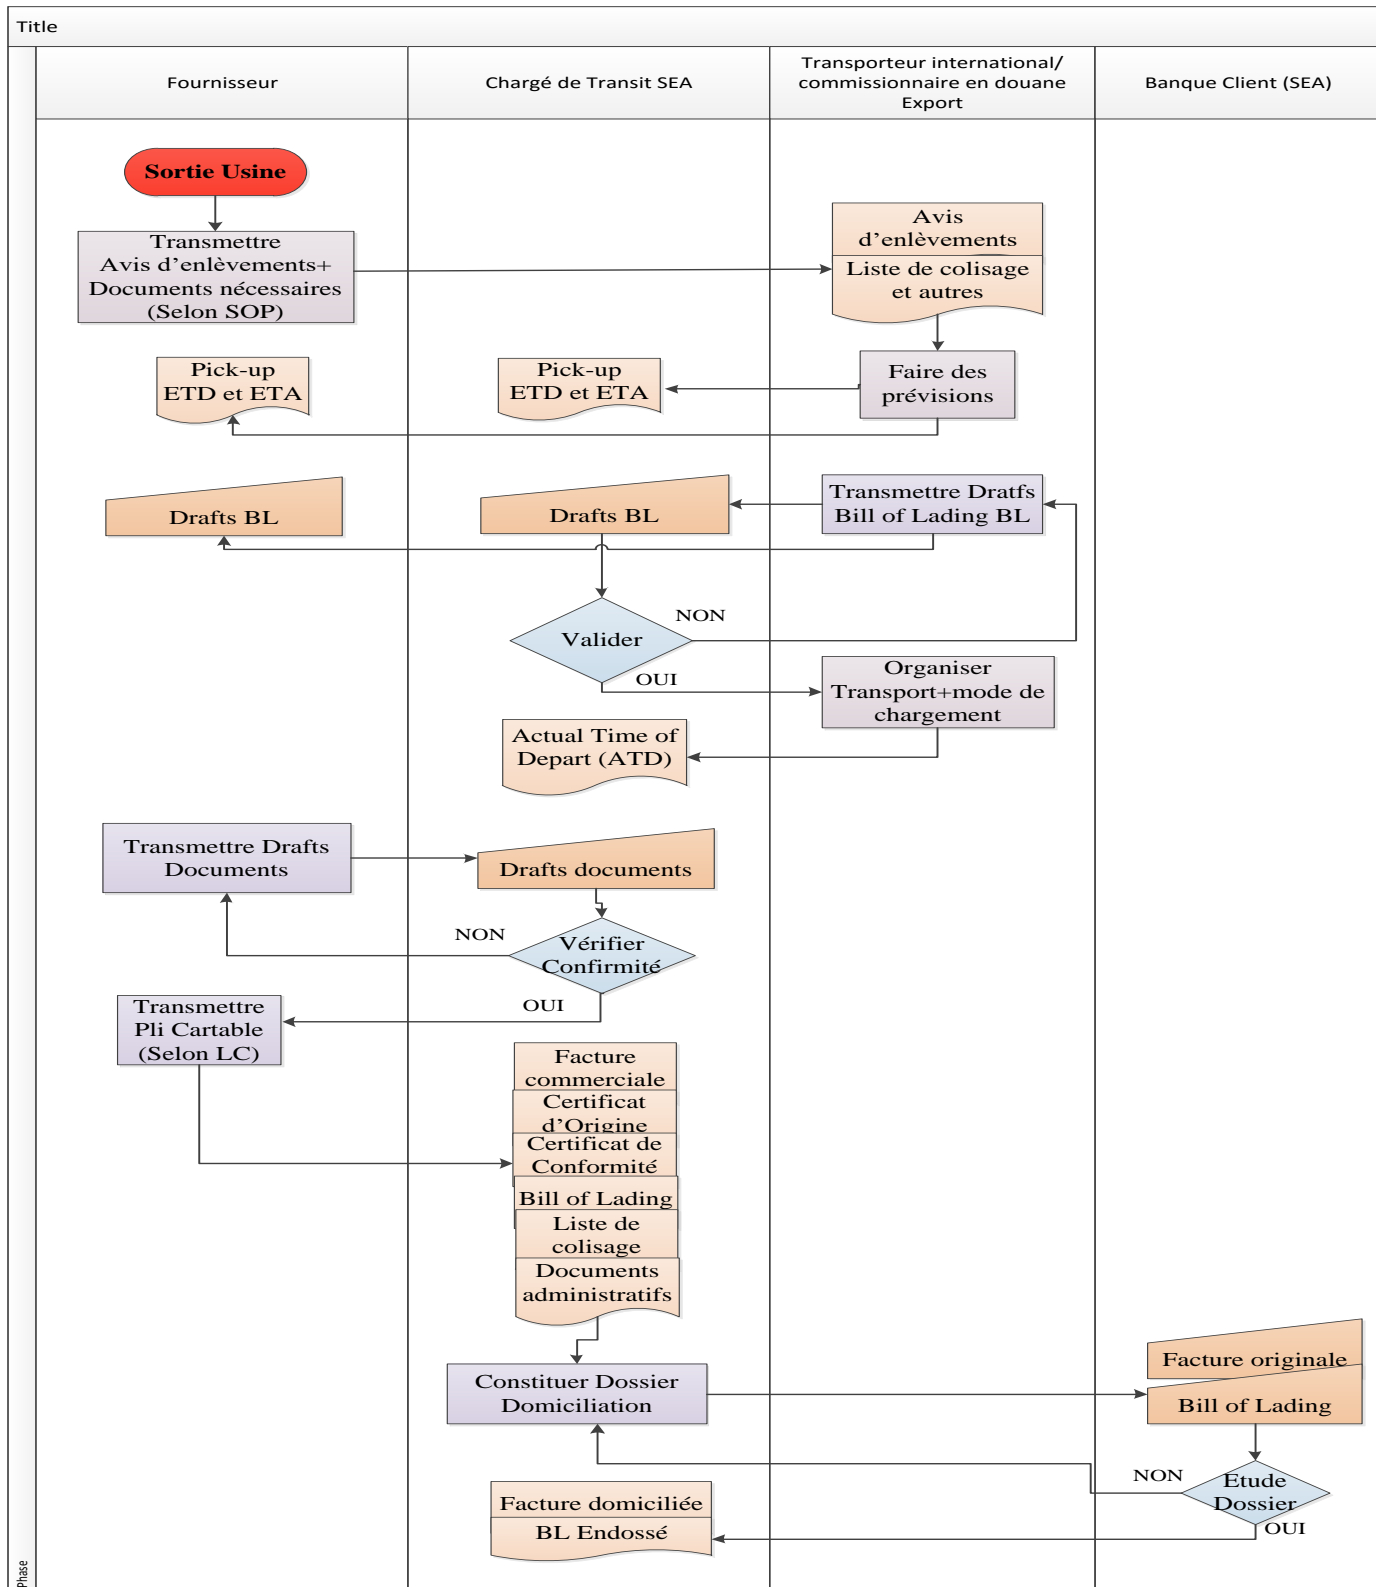 Title
Fournisseur
Chargé de Transit SEA
Transporteur international/
commissionnaire en douane
Export
Banque Client (SEA)
Sortie Usine
Transmettre
Avis d'enlèvements+
Documents nécessaires
(Selon SOP)
Avis
d'enlèvements
Liste de colisage
et autres
Pick-up
ETD et ETA
Pick-up
ETD et ETA
Faire des
prévisions
Drafts BL
Drafts BL
Transmettre Dratfs
Bill of Lading BL
Valider
NON
OUI
Organiser
Transport+mode de
chargement
Actual Time of
Depart (ATD)
Transmettre Drafts
Documents
Drafts documents
NON
Vérifier
Confirmité
OUI
Transmettre
Pli Cartable
(Selon LC)
Facture
commerciale
Certificat
d'Origine
Certificat de
Conformité
Bill of Lading
Liste de
colisage
Documents
administratifs
Constituer Dossier
Domiciliation
Facture originale
Bill of Lading
NON
Etude
Dossier
OUI
Facture domiciliée
BL Endossé
Phase